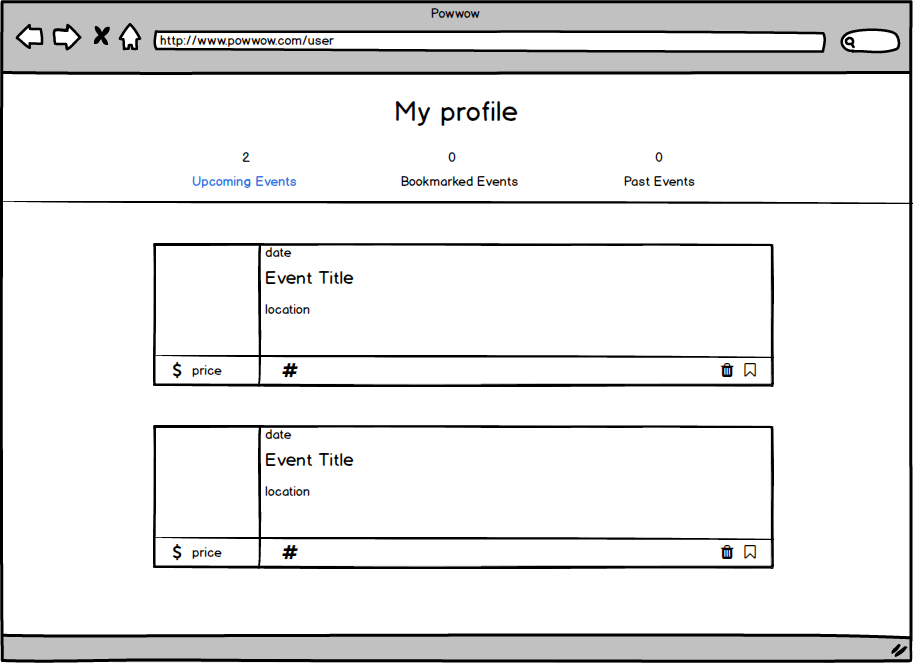 Powwow
http://www.powwow.com/user
My profile
2 0 0
Upcoming Events Bookmarked Events Past Events
date
Event Title
location
$ price #
date
Event Title
location
$ price #